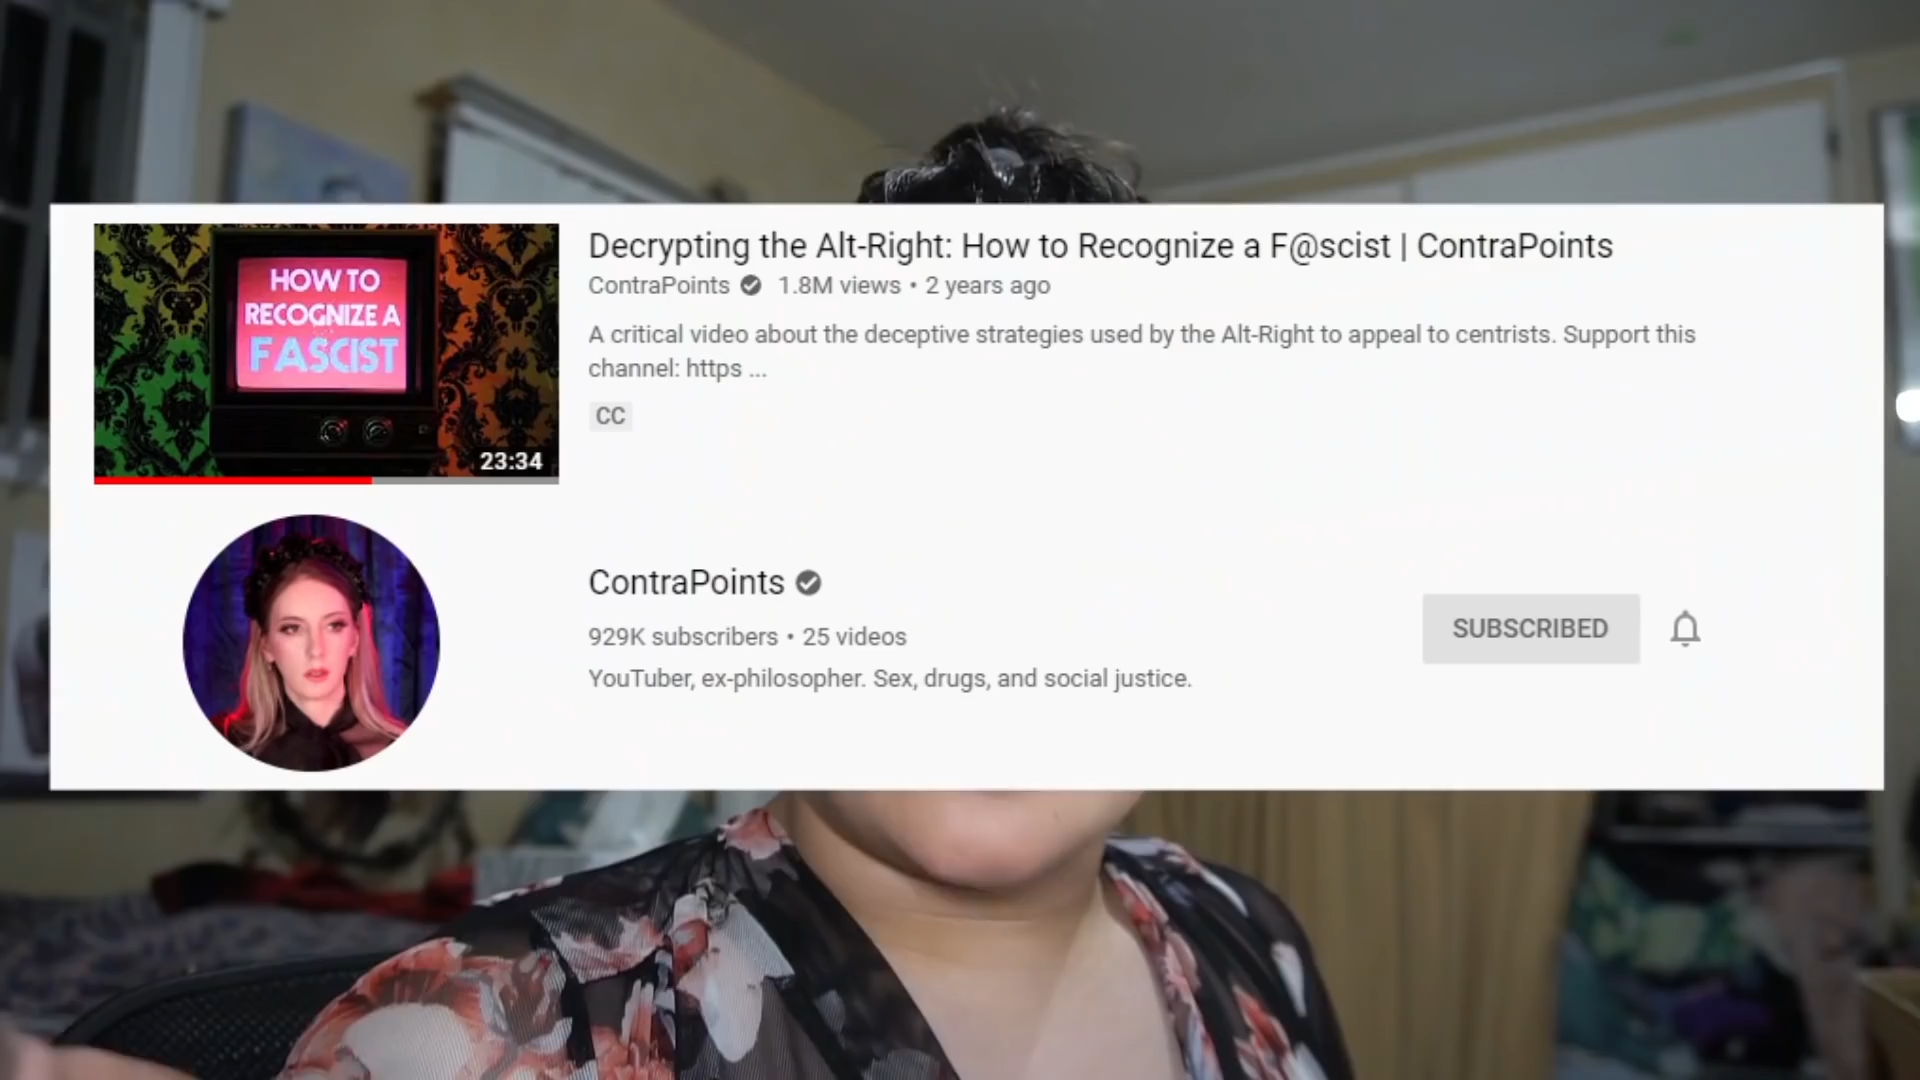 HOW TO
RECOGNIZE A
FASCIST
23:34
Decrypting the Alt-Right: How to Recognize a F@scist | ContraPoints
ContraPoints 1.8M views • 2 years ago
A critical video about the deceptive strategies used by the Alt-Right to appeal to centrists. Support this
channel: https ...
CC
ContraPoints
929K subscribers • 25 videos
YouTuber, ex-philosopher. Sex, drugs, and social justice.
SUBSCRIBED